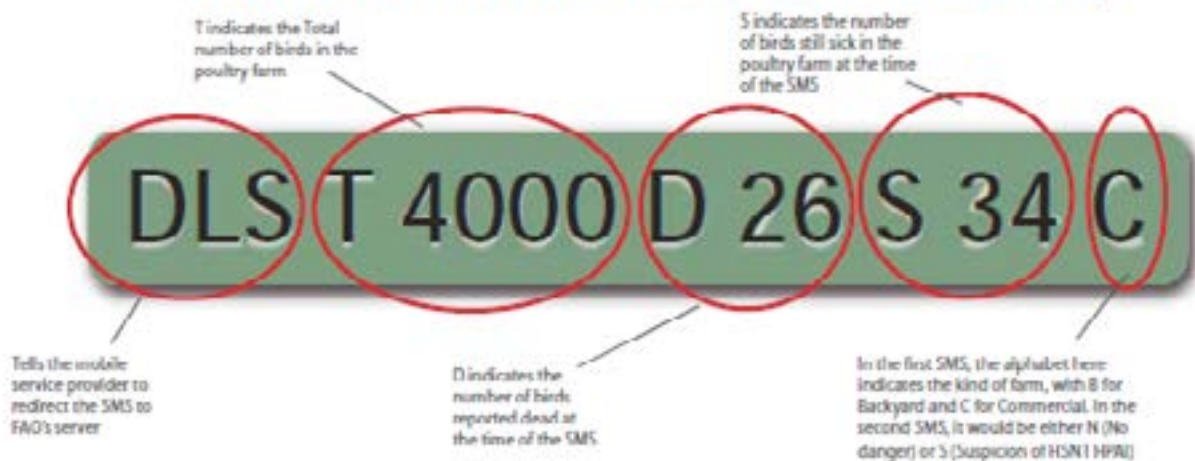 T indicates the Total
number of birds in the
poultry farm
S indicates the number
of birds still sick in the
poultry farm at the time
of the SMS
DLS T 4000 D 26 S 34 C
Tells the mobile
service provider to
redirect the SMS to
FAO's server
D indicates the
number of birds
reported dead at
the time of the SMS
In the first SMS, the alphabet here
indicates the kind of farm, with B for
Backyard and C for Commercial. In the
second SMS, it would be either N (No
danger) or S (Suspicion of H5N1 HPAI)